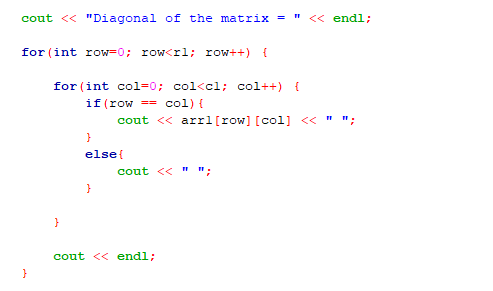 cout << "Diagonal of the matrix = " << endl;
for(int row=0; row<r1; row++) {
for(int col=0; col<c1; col++) {
if(row == col){
cout << arr1[row][col] << " ";
}
else{
cout << " ";
}
}
cout << endl;
}